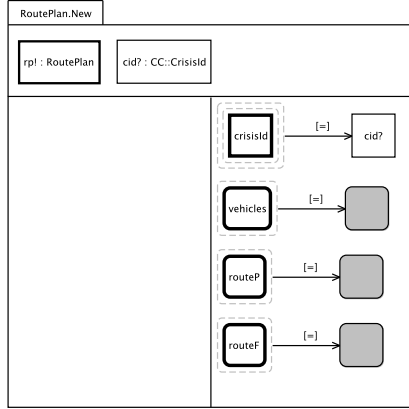 RoutePlan.New
rp! : RoutePlan
cid? : CC::CrisisId
crisisId
[=]
cid?
vehicles
[=]
routeP
[=]
routeF
[=]